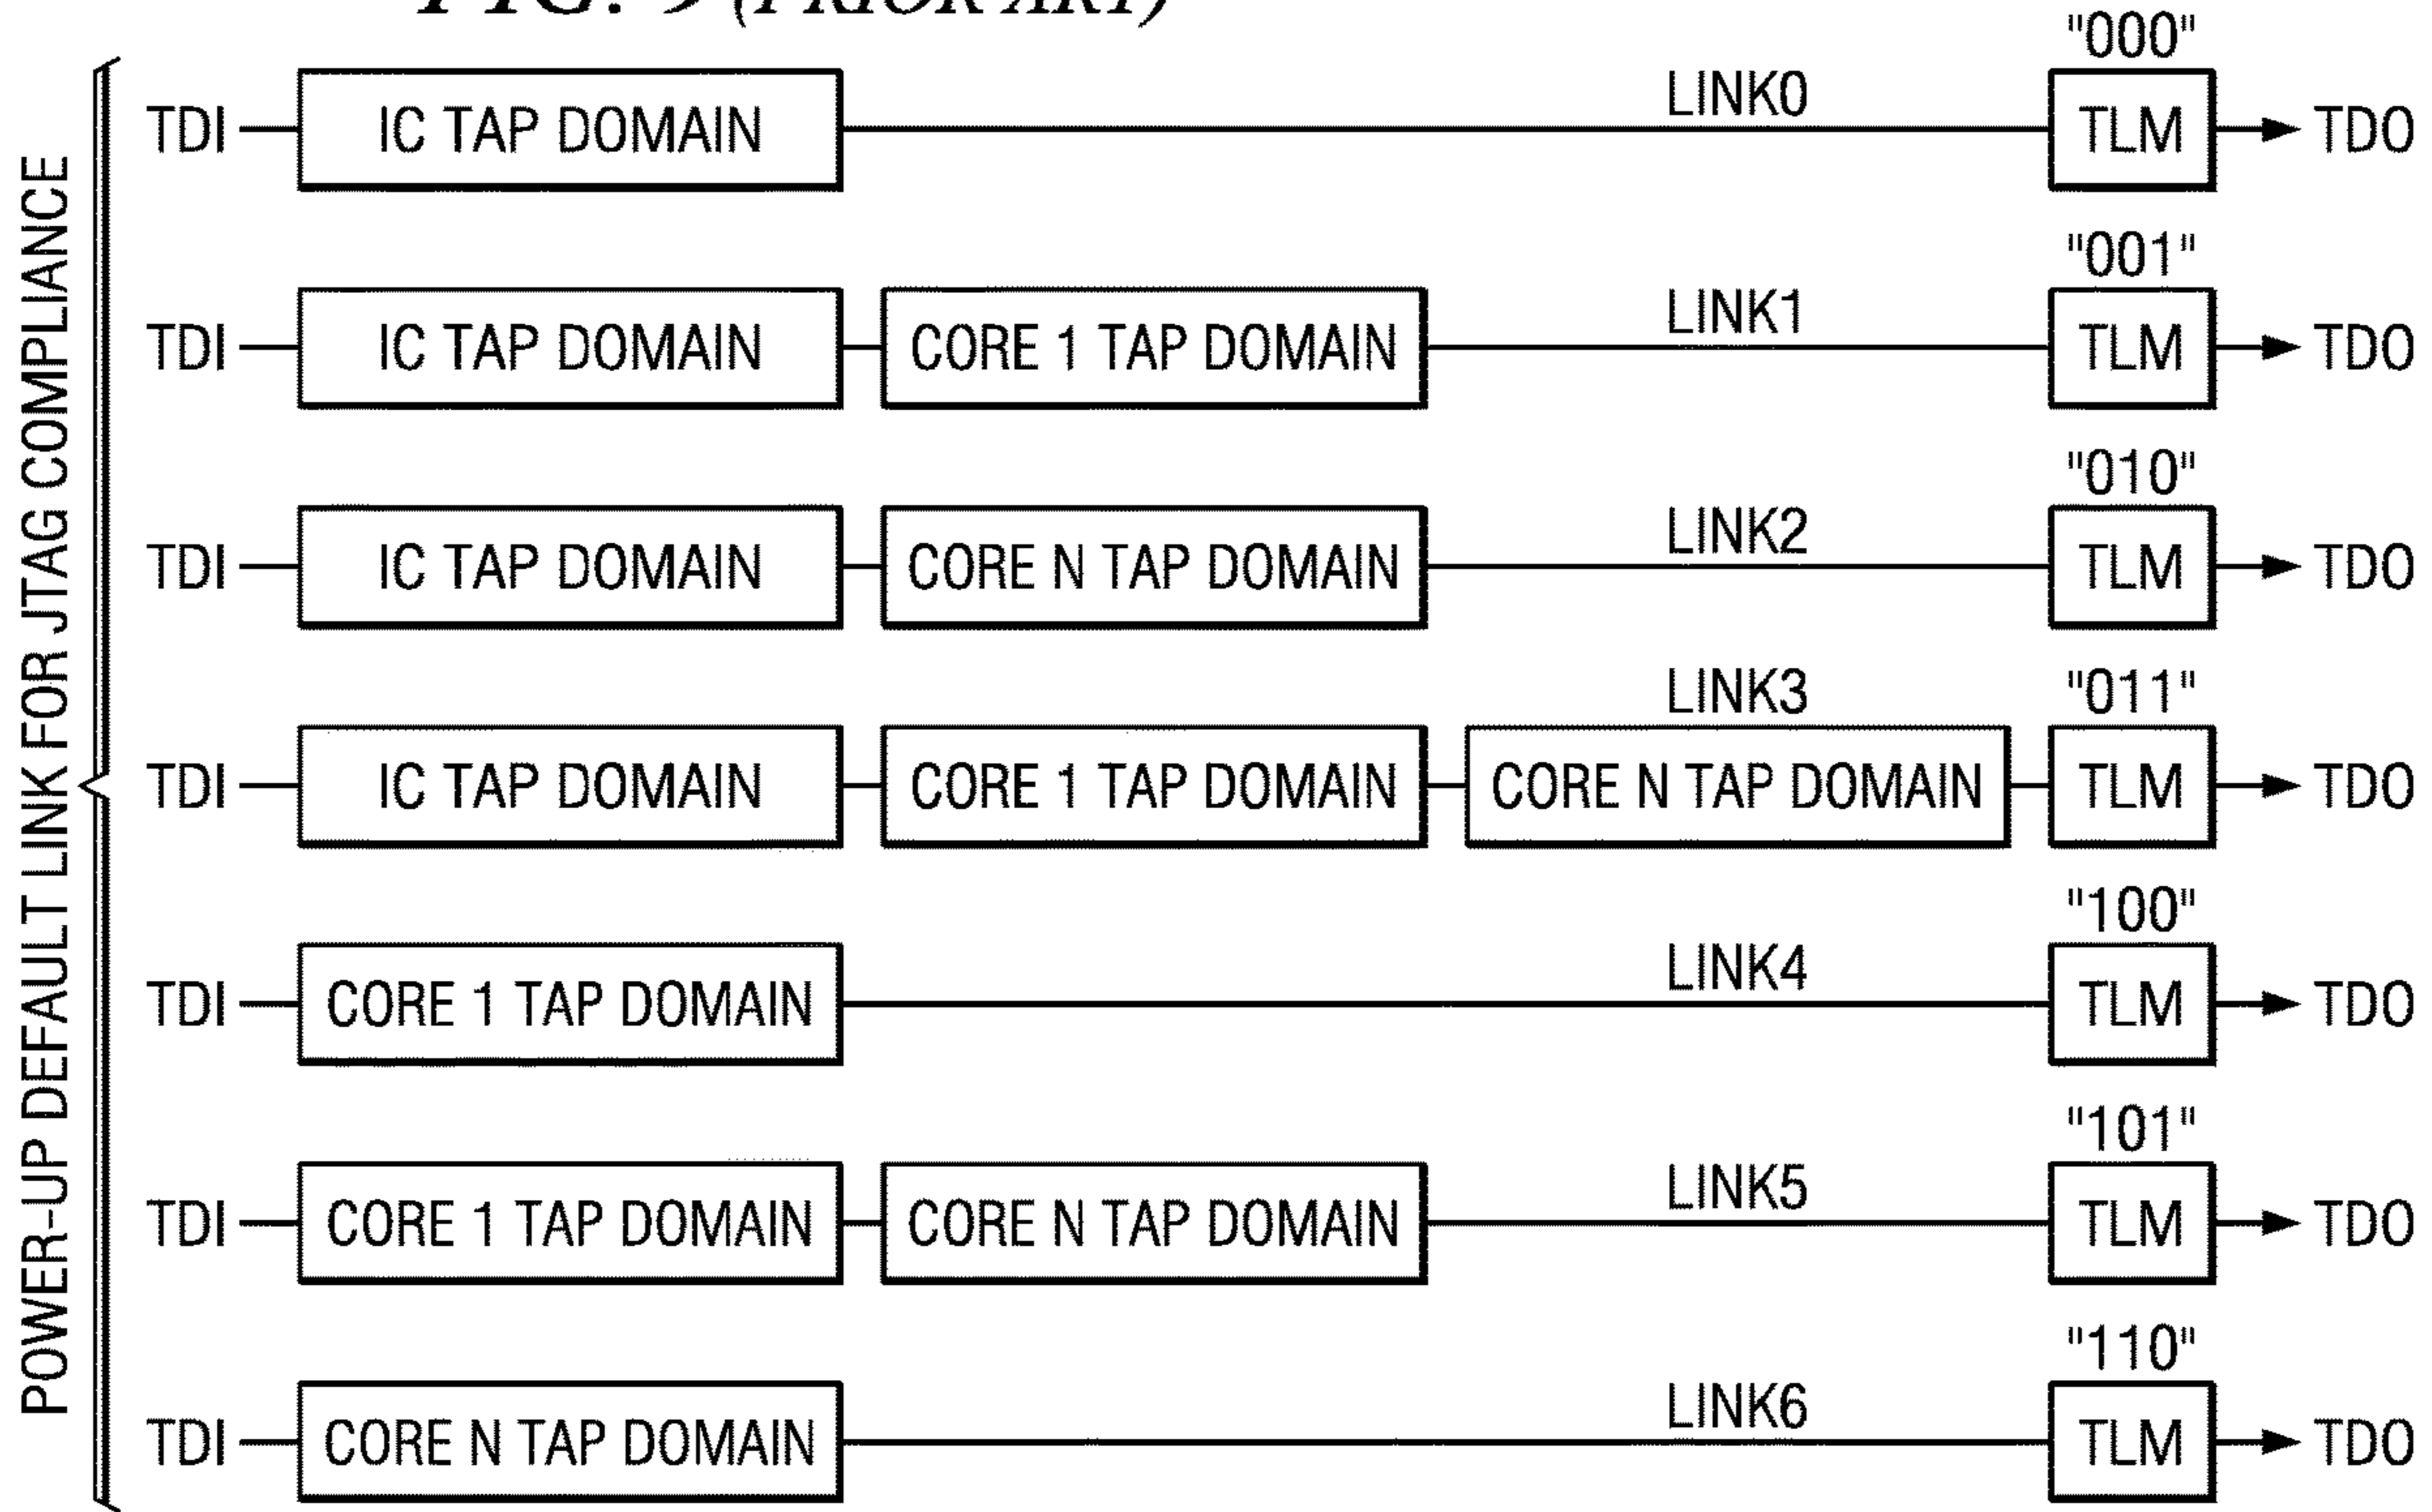 FIG. 9 (PRIOR ART)
POWER-UP DEFAULT LINK FOR JTAG COMPLIANCE
"000"
TDI IC TAP DOMAIN LINK0 TLM TDO
"001"
TDI IC TAP DOMAIN CORE 1 TAP DOMAIN LINK1 TLM TDO
"010"
TDI IC TAP DOMAIN CORE N TAP DOMAIN LINK2 TLM TDO
LINK3 "011"
TDI IC TAP DOMAIN CORE 1 TAP DOMAIN CORE N TAP DOMAIN TLM TDO
"100"
TDI CORE 1 TAP DOMAIN LINK4 TLM TDO
"101"
TDI CORE 1 TAP DOMAIN CORE N TAP DOMAIN LINK5 TLM TDO
"110"
TDI CORE N TAP DOMAIN LINK6 TLM TDO